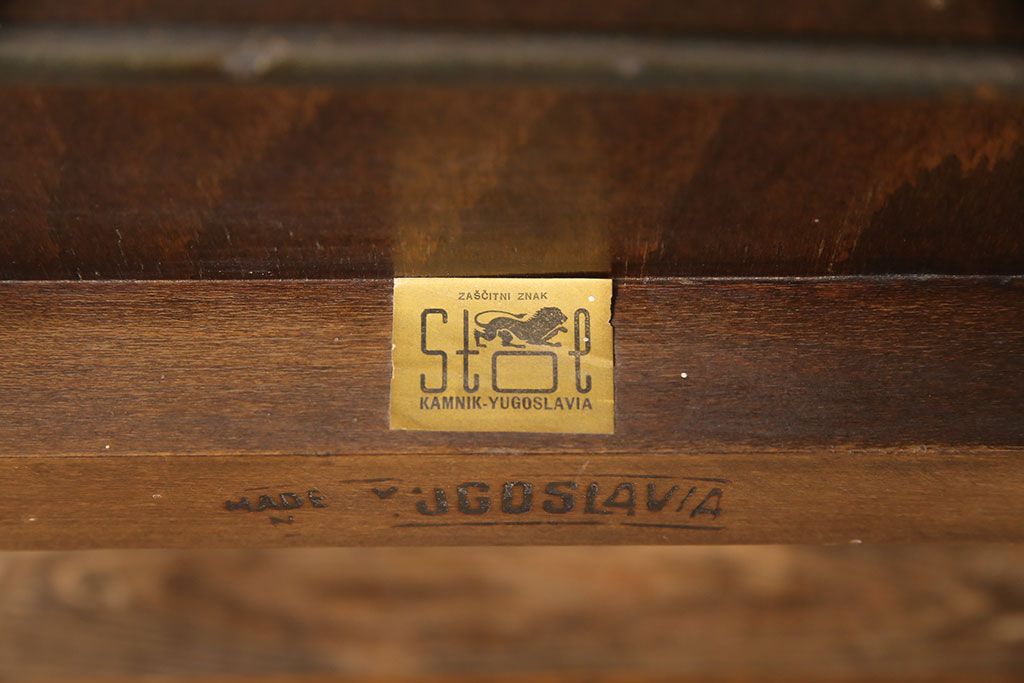 ZAŠČITNI ZNAK
Stol
KAMNIK-YUGOSLAVIA
MADE IN YUGOSLAVIA